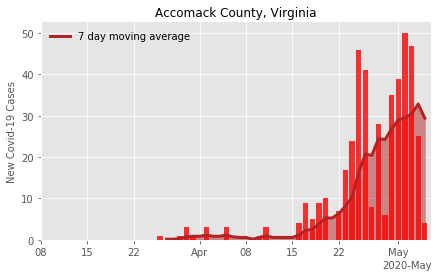 Accomack County, Virginia
7 day moving average
New Covid-19 Cases
50
40
30
20
10
0
08 15 22 Apr 08 15 22 May
2020-May